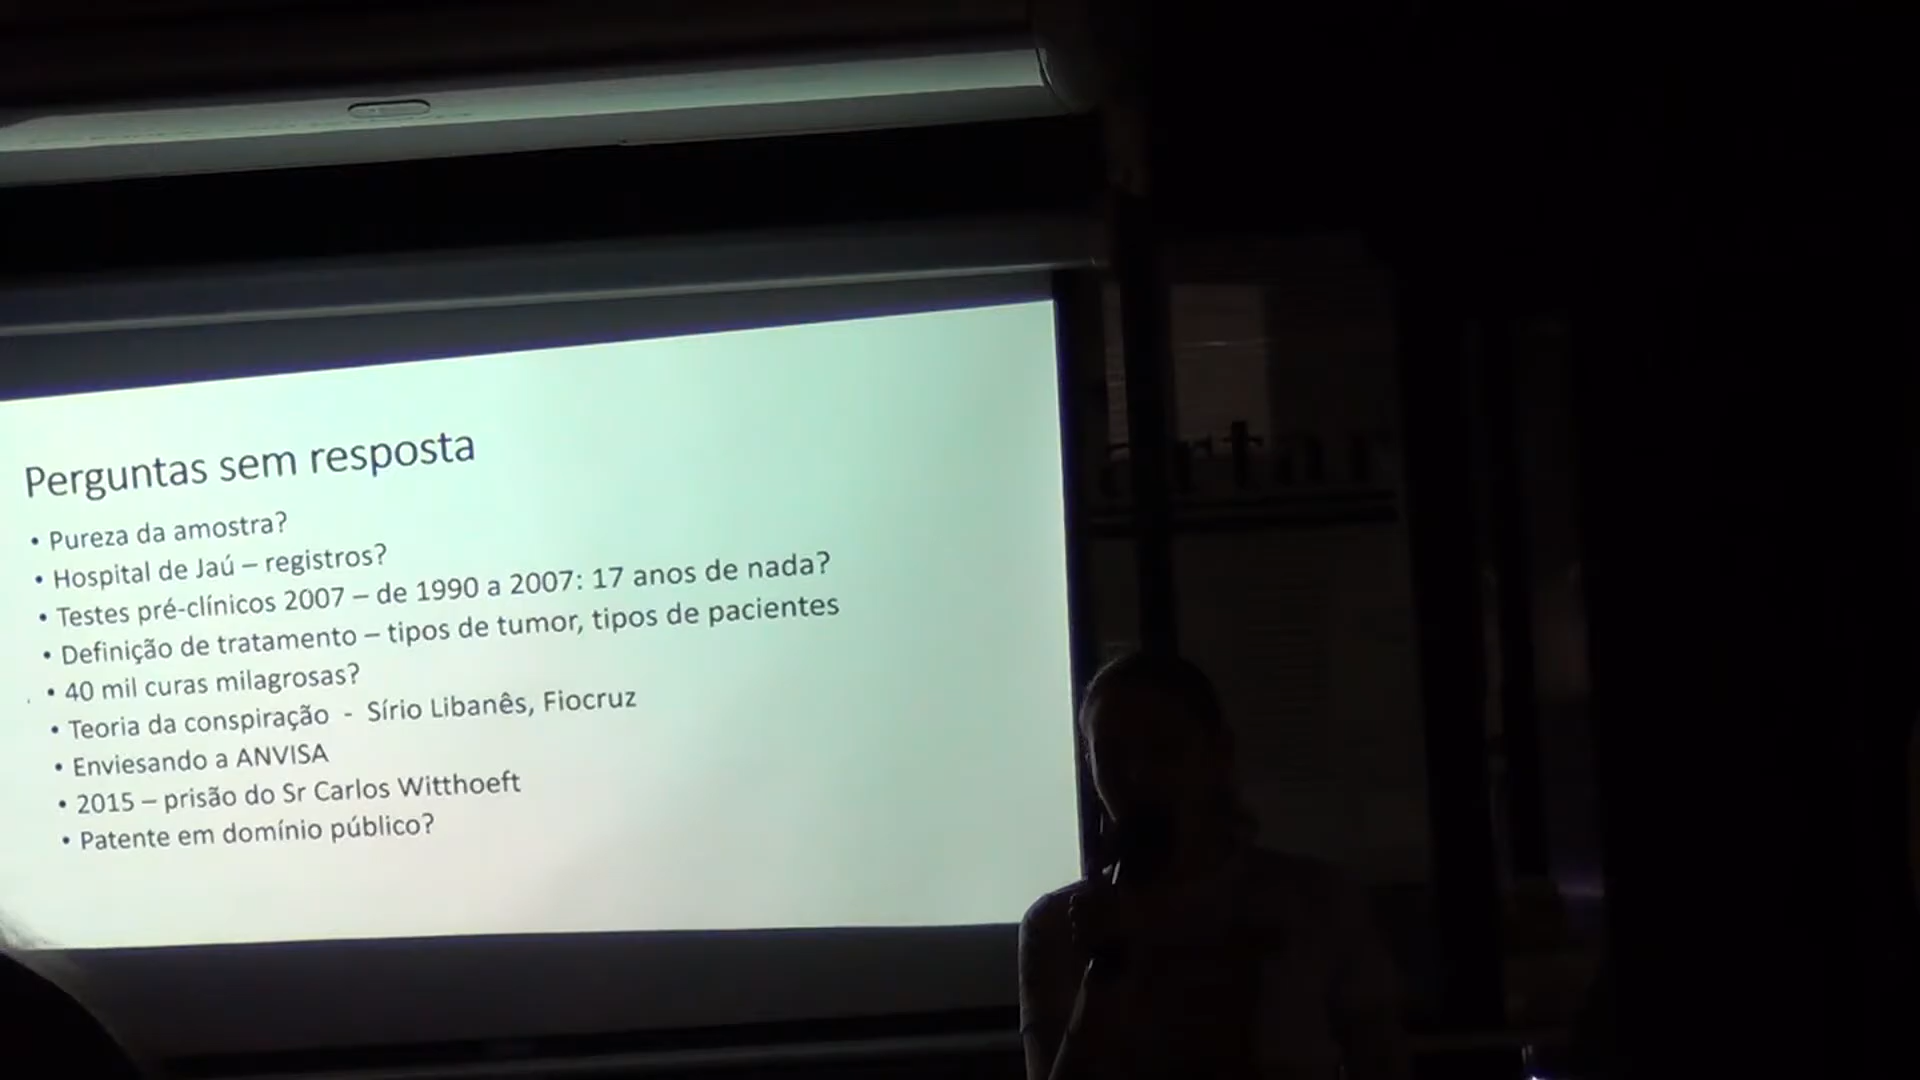 Perguntas sem resposta
• Pureza da amostra?
• Hospital de Jaú – registros?
• Testes pré-clínicos 2007 – de 1990 a 2007: 17 anos de nada?
• Definição de tratamento – tipos de tumor, tipos de pacientes
• 40 mil curas milagrosas?
• Teoria da conspiração - Sírio Libanês, Fiocruz
• Enviesando a ANVISA
• 2015 – prisão do Sr Carlos Witthoeft
• Patente em domínio público?